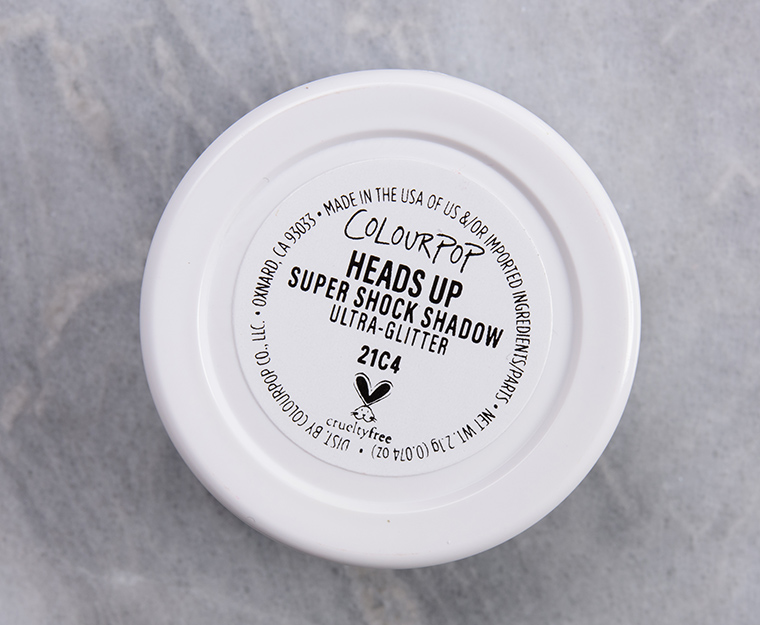 COLOURPOP
HEADS UP
SUPER SHOCK SHADOW
ULTRA-GLITTER
21C4
crueltyfree
DIST. BY COLOURPOP CO., LLC. • OXNARD, CA 93033 • MADE IN THE USA OF US &/OR IMPORTED INGREDIENTS/PARTS • NET WT. 2.1g (0.074 OZ) •